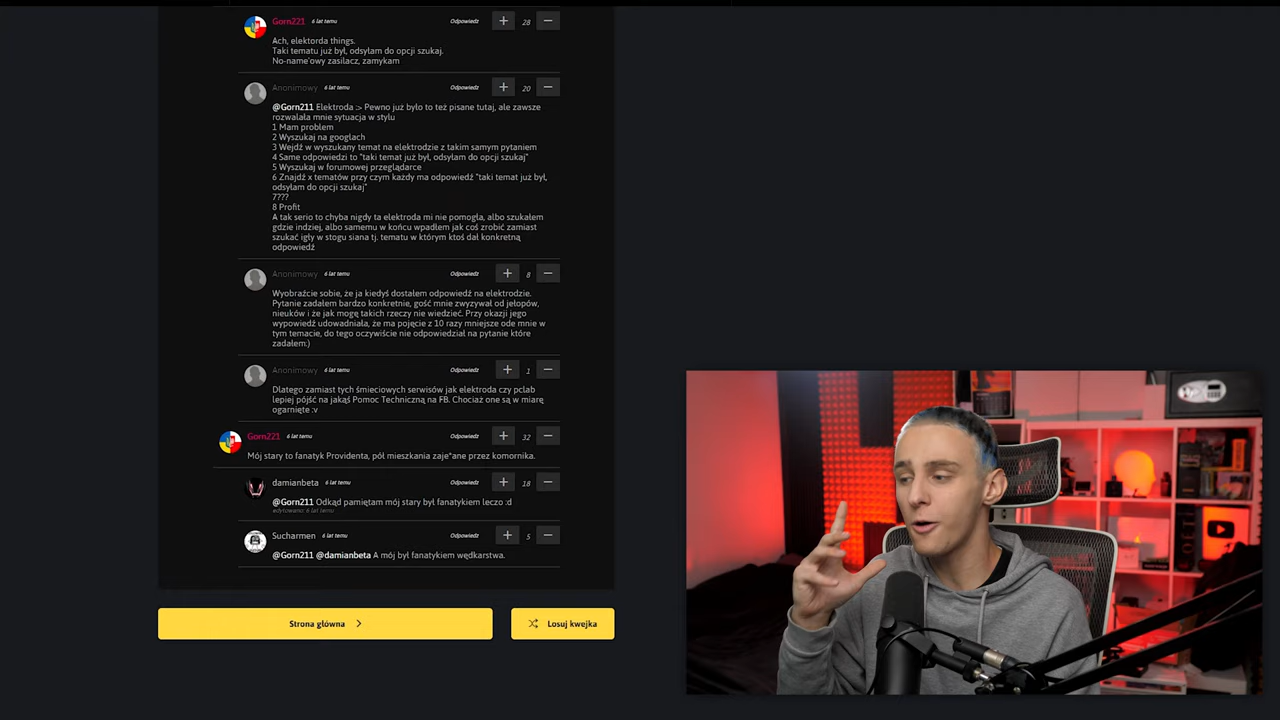 Gorn221 6 lat temu Odpowiedz + 28 −
Ach, elektorda things.
Taki tematu już był, odsyłam do opcji szukaj.
No-name'owy zasilacz, zamykam
Anonimowy 6 lat temu Odpowiedz + 20 −
@Gorn211 Elektroda :> Pewno już było to też pisane tutaj, ale zawsze
rozwalała mnie sytuacja w stylu
1 Mam problem
2 Wyszukaj na googlach
3 Wejdź w wyszukany temat na elektrodzie z takim samym pytaniem
4 Same odpowiedzi to "taki temat już był, odsyłam do opcji szukaj"
5 Wyszukaj w forumowej przeglądarce
6 Znajdź x tematów przy czym każdy ma odpowiedź "taki temat już był,
odsyłam do opcji szukaj"
7???
8 Profit
A tak serio to chyba nigdy ta elektroda mi nie pomogła, albo szukałem
gdzie indziej, albo samemu w końcu wpadłem jak coś zrobić zamiast
szukać igły w stogu siana tj. tematu w którym ktoś dał konkretną
odpowiedź
Anonimowy 6 lat temu Odpowiedz + 8 −
Wyobraźcie sobie, że ja kiedyś dostałem odpowiedź na elektrodzie.
Pytanie zadałem bardzo konkretnie, gość mnie zwyzywał od jełopów,
nieuków i że jak mogę takich rzeczy nie wiedzieć. Przy okazji jego
wypowiedź udowadniała, że ma pojęcie z 10 razy mniejsze ode mnie w
tym temacie, do tego oczywiście nie odpowiedział na pytanie które
zadałem:)
Anonimowy 6 lat temu Odpowiedz + 1 −
Dlatego zamiast tych śmieciowych serwisów jak elektroda czy pclab
lepiej pójść na jakąś Pomoc Techniczną na FB. Chociaż one są w miarę
ogarnięte :v
Gorn221 6 lat temu Odpowiedz + 32 −
Mój stary to fanatyk Providenta, pół mieszkania zaje*ane przez komornika.
damianbeta 6 lat temu Odpowiedz + 18 −
@Gorn211 Odkąd pamiętam mój stary był fanatykiem leczo :d
edytowano: 6 lat temu
Sucharmen 6 lat temu Odpowiedz + 5 −
@Gorn211 @damianbeta A mój był fanatykiem wędkarstwa.
Strona główna
Losuj kwejka